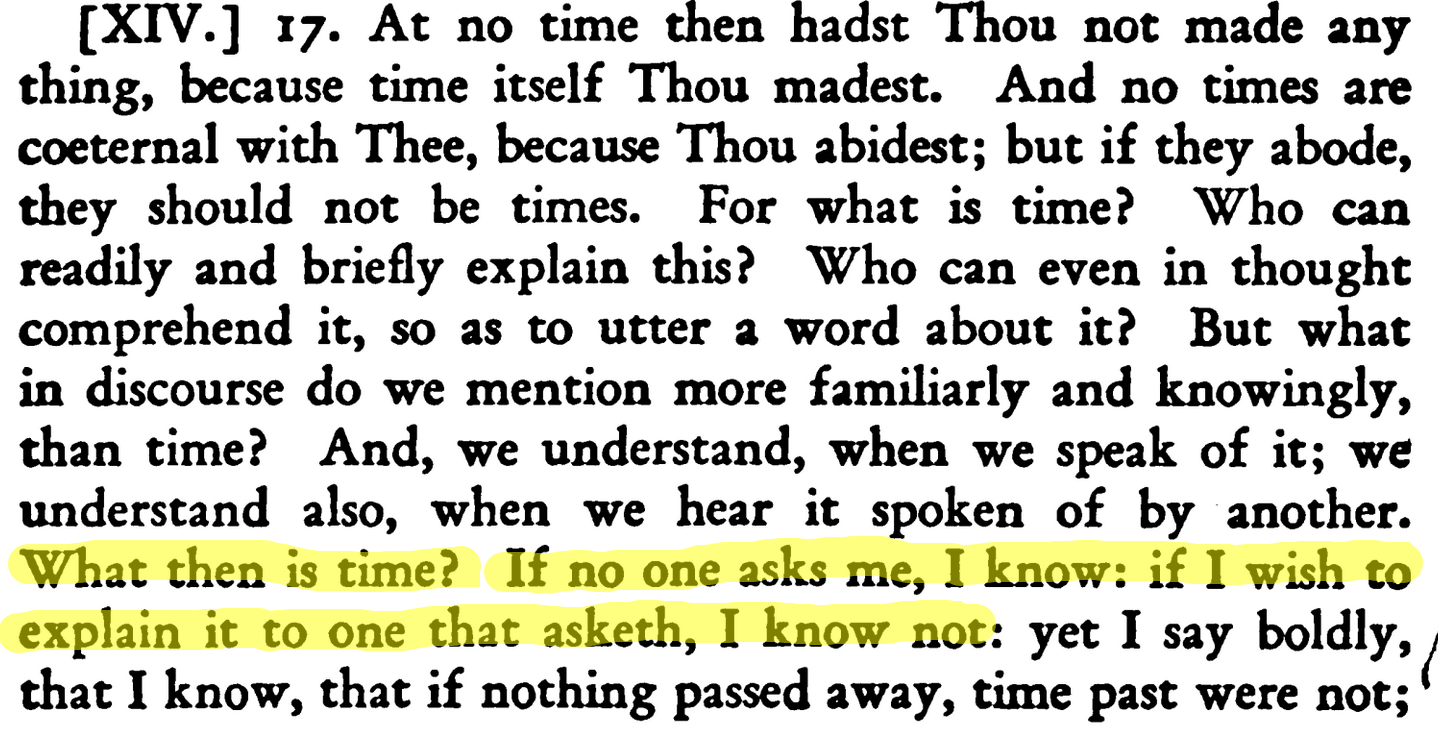 [XIV.] 17. At no time then hadst Thou not made any
thing, because time itself Thou madest. And no times are
coeternal with Thee, because Thou abidest; but if they abode,
they should not be times. For what is time? Who can
readily and briefly explain this? Who can even in thought
comprehend it, so as to utter a word about it? But what
in discourse do we mention more familiarly and knowingly,
than time? And, we understand, when we speak of it; we
understand also, when we hear it spoken of by another.
What then is time? If no one asks me, I know: if I wish to
explain it to one that asketh, I know not: yet I say boldly,
that I know, that if nothing passed away, time past were not;